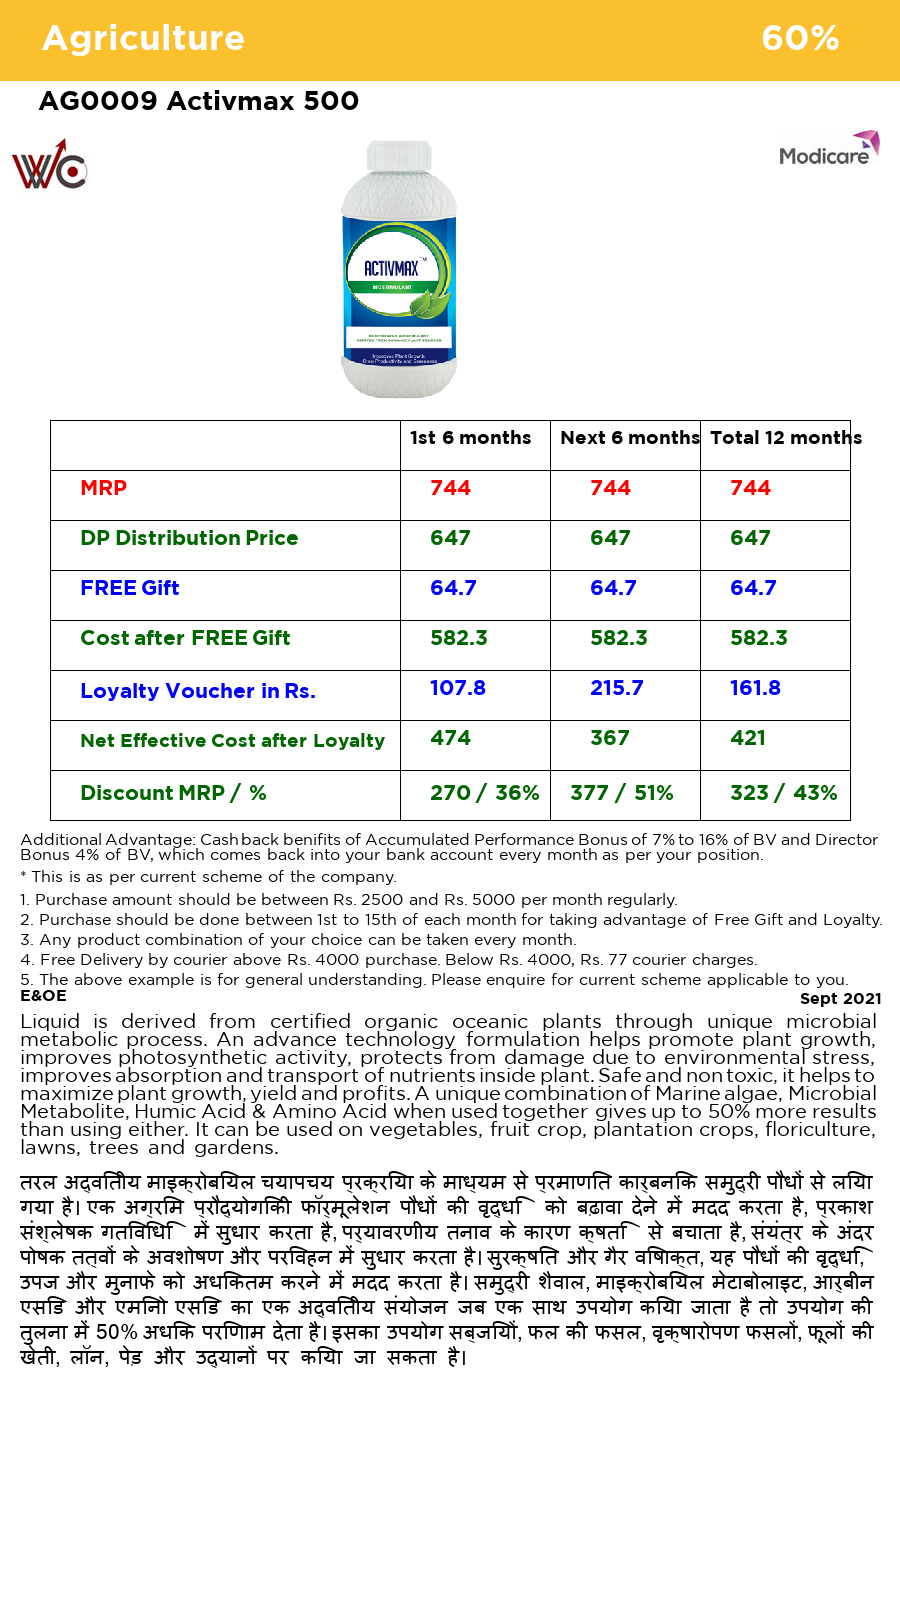 Agriculture 60%
AG0009 Activmax 500
WC
Modicare
ACTIVMAX™
BIOSTIMULANT
DERIVED FROM ORGANIC PLANT SOURCES
Improves Plant Growth
Crop Productivity and Greenness
1st 6 months Next 6 months Total 12 months
MRP 744 744 744
DP Distribution Price 647 647 647
FREE Gift 64.7 64.7 64.7
Cost after FREE Gift 582.3 582.3 582.3
Loyalty Voucher in Rs. 107.8 215.7 161.8
Net Effective Cost after Loyalty 474 367 421
Discount MRP / % 270 / 36% 377 / 51% 323 / 43%
Additional Advantage: Cashback benifits of Accumulated Performance Bonus of 7% to 16% of BV and Director
Bonus 4% of BV, which comes back into your bank account every month as per your position.
* This is as per current scheme of the company.
1. Purchase amount should be between Rs. 2500 and Rs. 5000 per month regularly.
2. Purchase should be done between 1st to 15th of each month for taking advantage of Free Gift and Loyalty.
3. Any product combination of your choice can be taken every month.
4. Free Delivery by courier above Rs. 4000 purchase. Below Rs. 4000, Rs. 77 courier charges.
5. The above example is for general understanding. Please enquire for current scheme applicable to you.
E&OE Sept 2021
Liquid is derived from certified organic oceanic plants through unique microbial
metabolic process. An advance technology formulation helps promote plant growth,
improves photosynthetic activity, protects from damage due to environmental stress,
improves absorption and transport of nutrients inside plant. Safe and non toxic, it helps to
maximize plant growth, yield and profits. A unique combination of Marine algae, Microbial
Metabolite, Humic Acid & Amino Acid when used together gives up to 50% more results
than using either. It can be used on vegetables, fruit crop, plantation crops, floriculture,
lawns, trees and gardens.
तरल अद्वितीय माइक्रोबियल चयापचय प्रक्रिया के माध्यम से प्रमाणित कार्बनिक समुद्री पौधों से लिया
गया है। एक अग्रिम प्रौद्योगिकी फॉर्मूलेशन पौधों की वृद्धि को बढ़ावा देने में मदद करता है, प्रकाश
संश्लेषक गतिविधि में सुधार करता है, पर्यावरणीय तनाव के कारण क्षति से बचाता है, संयंत्र के अंदर
पोषक तत्वों के अवशोषण और परिवहन में सुधार करता है। सुरक्षित और गैर विषाक्त, यह पौधों की वृद्धि,
उपज और मुनाफे को अधिकतम करने में मदद करता है। समुद्री शैवाल, माइक्रोबियल मेटाबोलाइट, आर्बीन
एसिड और एमिनो एसिड का एक अद्वितीय संयोजन जब एक साथ उपयोग किया जाता है तो उपयोग की
तुलना में 50% अधिक परिणाम देता है। इसका उपयोग सब्जियों, फल की फसल, वृक्षारोपण फसलों, फूलों की
खेती, लॉन, पेड़ और उद्यानों पर किया जा सकता है।